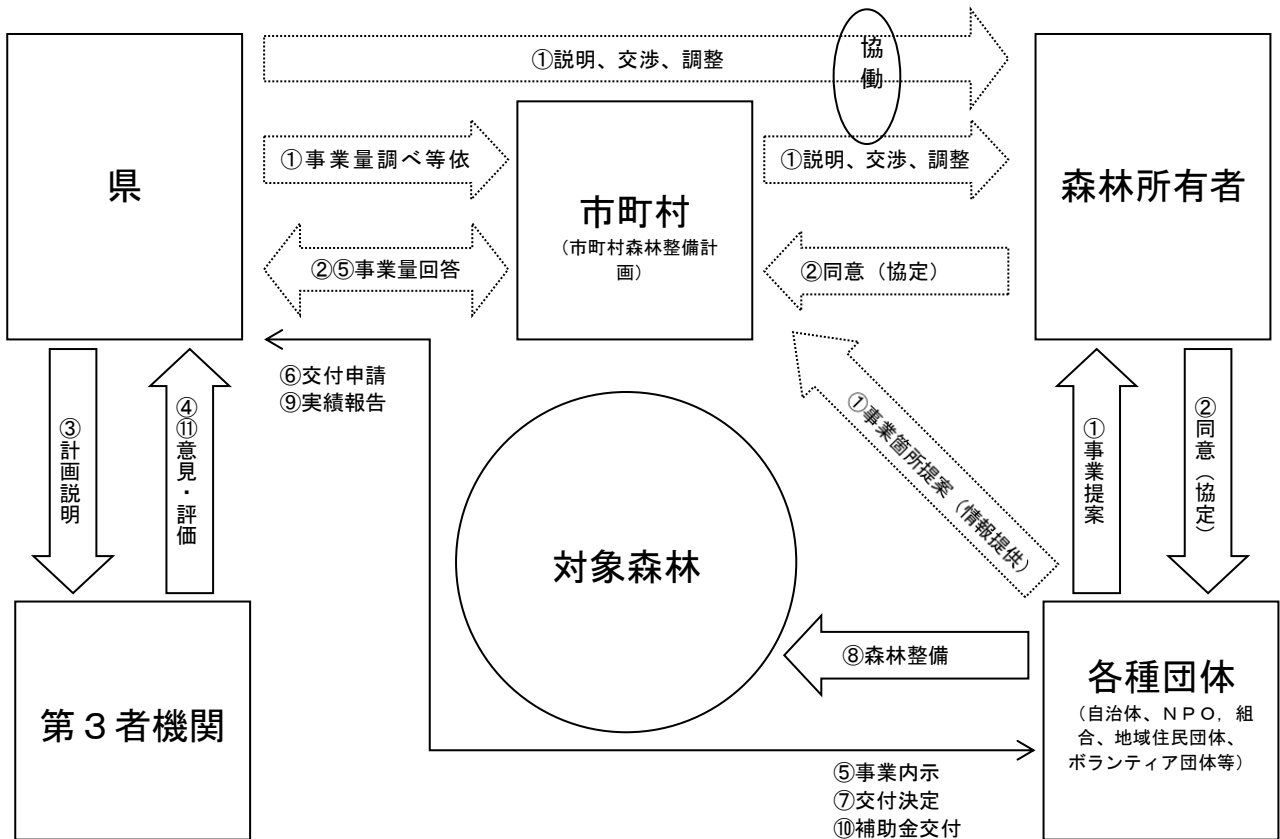 ①説明、交渉、調整
協
働
県
①事業量調べ等依
市町村
（市町村森林整備計
画）
①説明、交渉、調整
森林所有者
②⑤事業量回答
②同意（協定）
⑥交付申請
⑨実績報告
③計画説明
④
⑪意見・評価
①事業箇所提案（情報提供）
①事業提案
②同意（協定）
対象森林
⑧森林整備
第３者機関
各種団体
（自治体、ＮＰＯ，組
合、地域住民団体、
ボランティア団体等）
⑤事業内示
⑦交付決定
⑩補助金交付